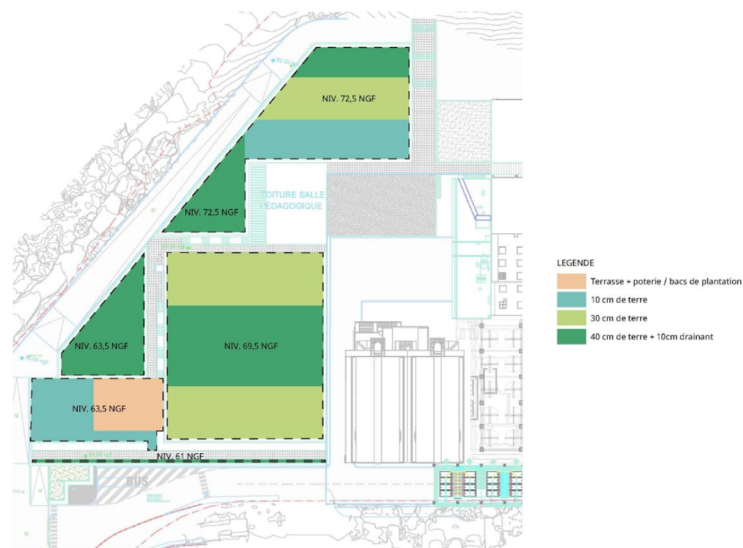 NIV. 72,5 NGF
TOITURE SALLE
PÉDAGOGIQUE
NIV. 72,5 NGF
NIV. 63,5 NGF
NIV. 69,5 NGF
NIV. 63,5 NGF
NIV. 61 NGF
BUS
LEGENDE
Terrasse + poterie / bacs de plantation
10 cm de terre
30 cm de terre
40 cm de terre + 10cm drainant